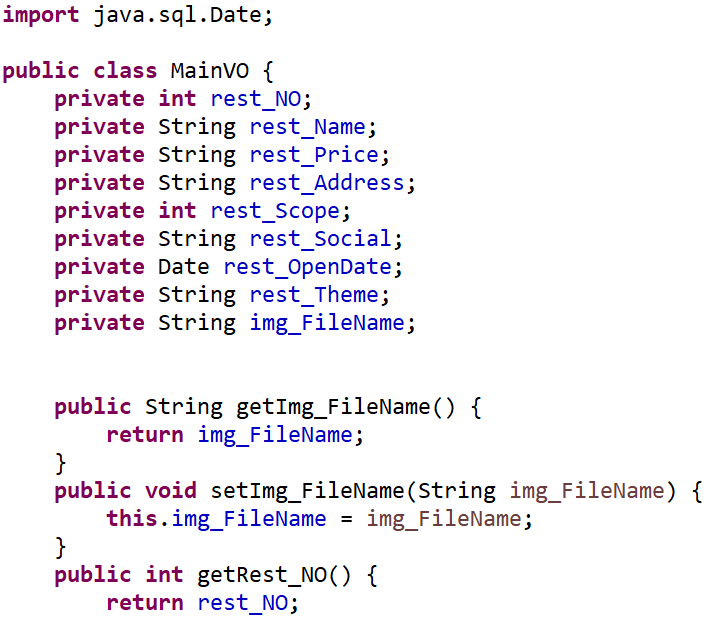 import java.sql.Date;
public class MainVO {
private int rest_NO;
private String rest_Name;
private String rest_Price;
private String rest_Address;
private int rest_Scope;
private String rest_Social;
private Date rest_OpenDate;
private String rest_Theme;
private String img_FileName;
public String getImg_FileName() {
return img_FileName;
}
public void setImg_FileName(String img_FileName) {
this.img_FileName = img_FileName;
}
public int getRest_NO() {
return rest_NO;